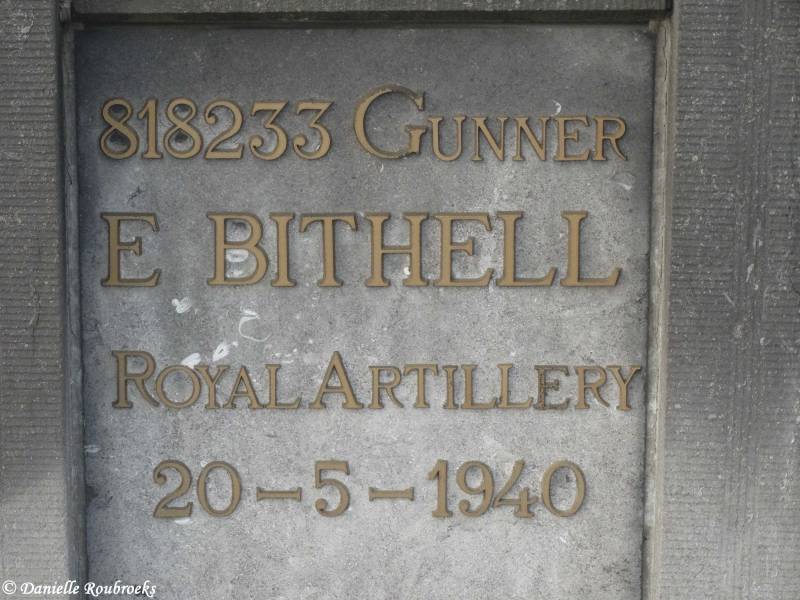 818233 GUNNER
E BITHELL
ROYAL ARTILLERY
20-5-1940
© Danielle Roubroeks